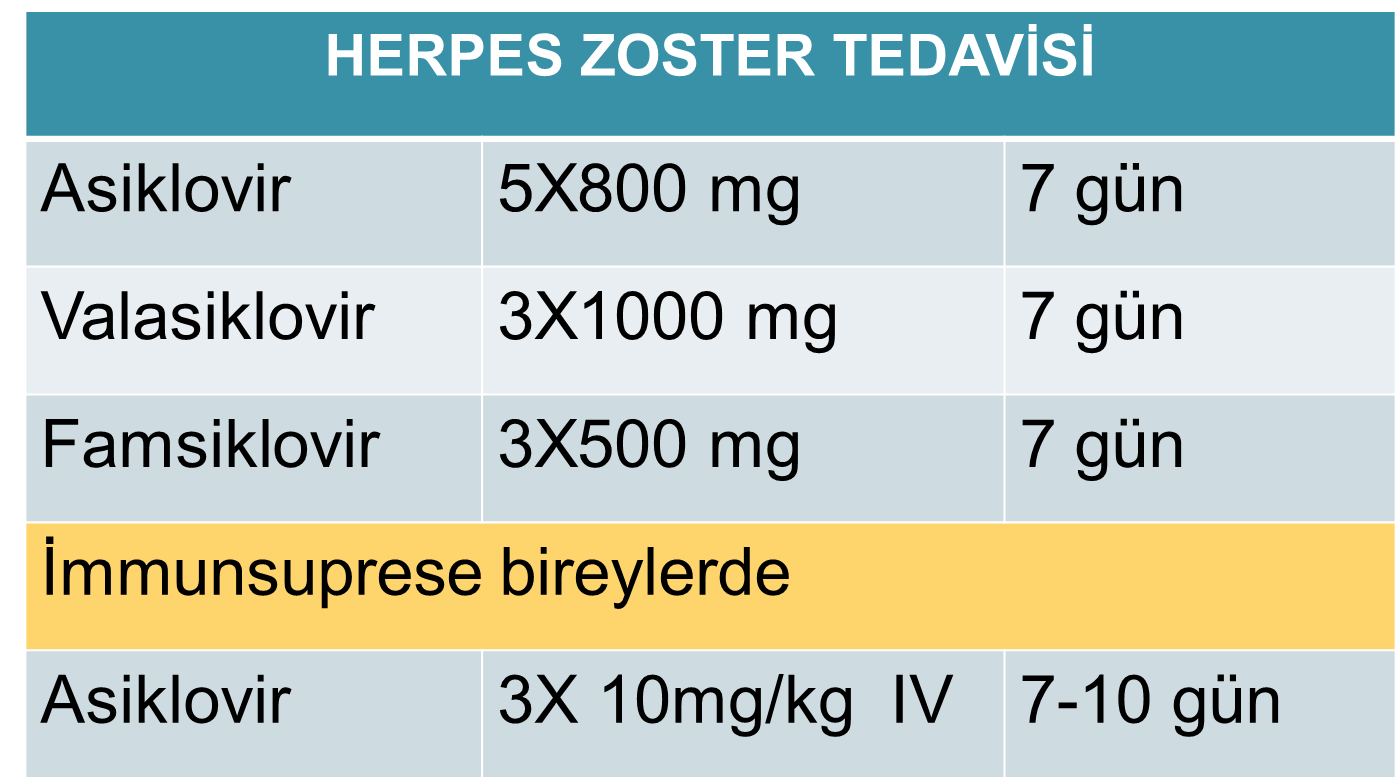 HERPES ZOSTER TEDAVİSİ
Asiklovir 5X800 mg 7 gün
Valasiklovir 3X1000 mg 7 gün
Famsiklovir 3X500 mg 7 gün
İmmunsuprese bireylerde
Asiklovir 3X 10mg/kg IV 7-10 gün